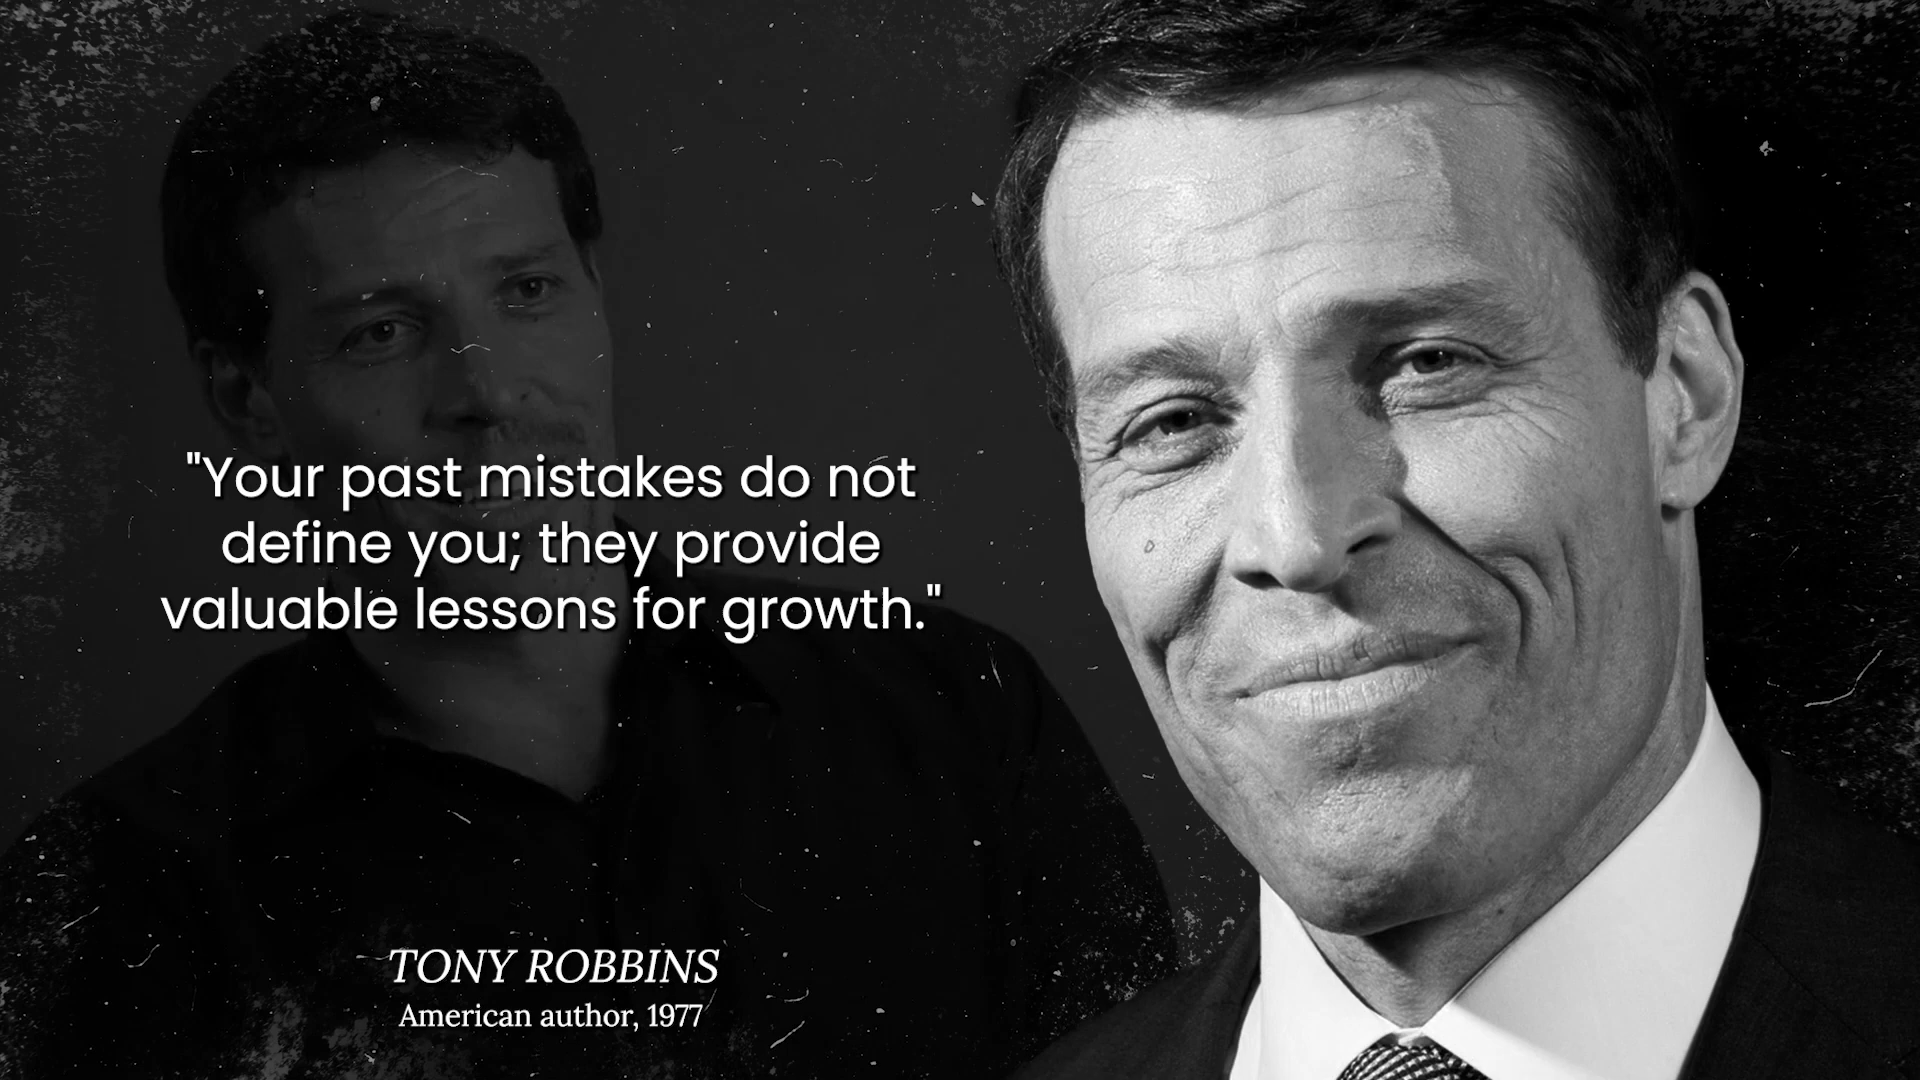 "Your past mistakes do not
define you; they provide
valuable lessons for growth."
TONY ROBBINS
American author, 1977